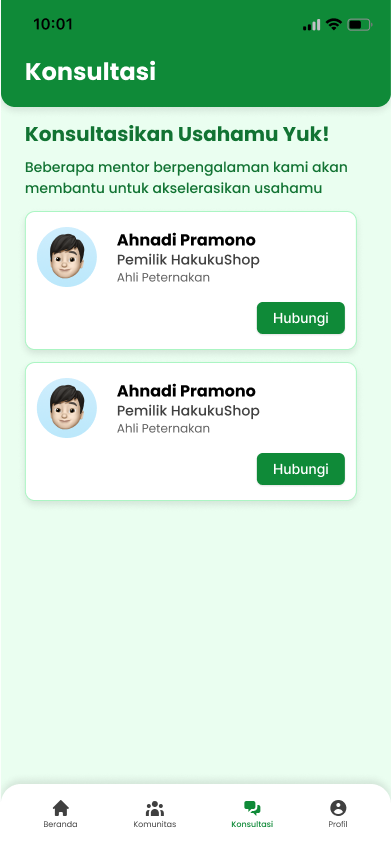 10:01
Konsultasi
Konsultasikan Usahamu Yuk!
Beberapa mentor berpengalaman kami akan
membantu untuk akselerasikan usahamu
Ahnadi Pramono
Pemilik HakukuShop
Ahli Peternakan
Hubungi
Ahnadi Pramono
Pemilik HakukuShop
Ahli Peternakan
Hubungi
Beranda Komunitas Konsultasi Profil